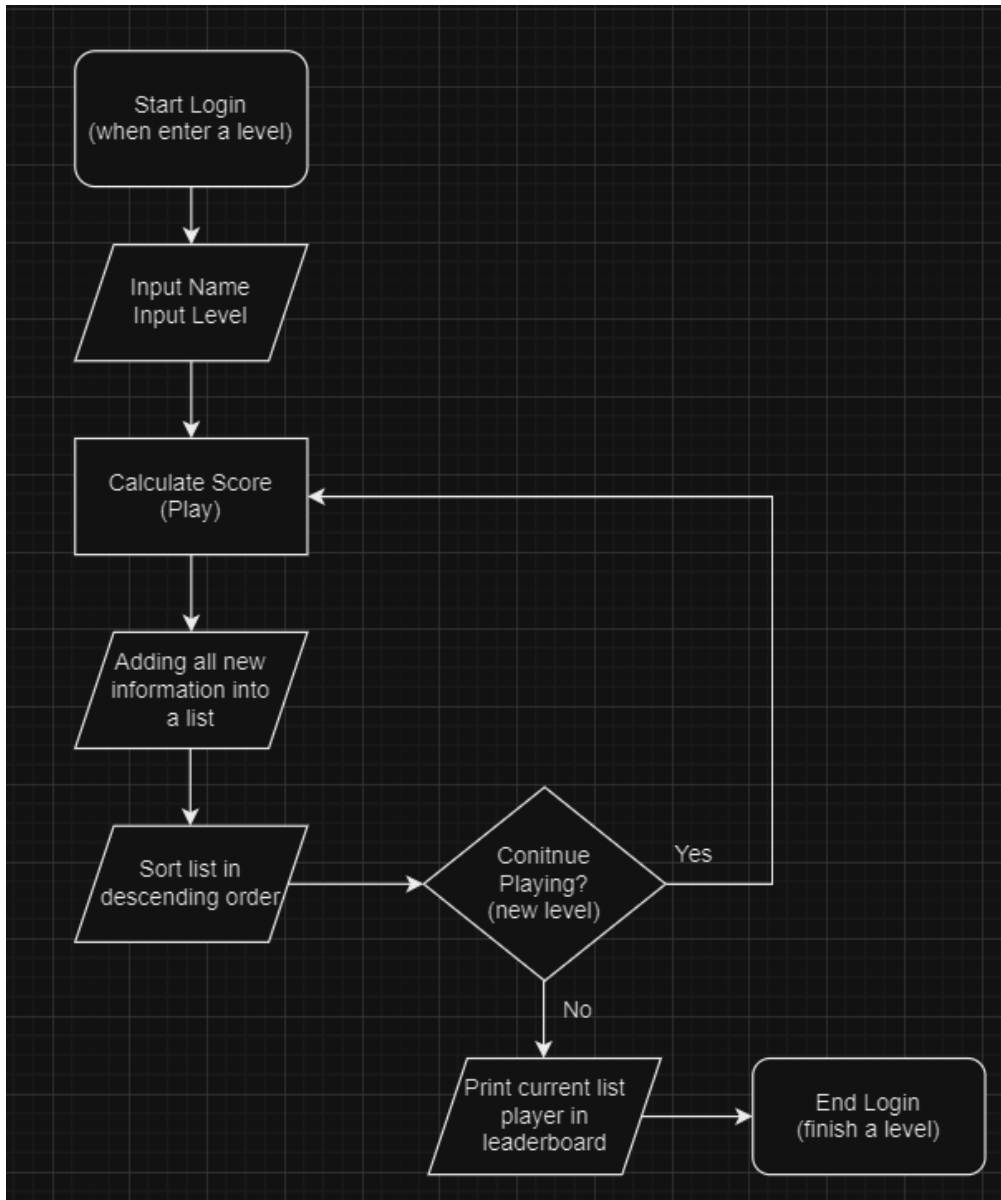 Start Login
(when enter a level)
Input Name
Input Level
Calculate Score
(Play)
Adding all new
information into
a list
Sort list in
descending order
Conitnue
Playing?
(new level)
Yes
No
Print current list
player in
leaderboard
End Login
(finish a level)